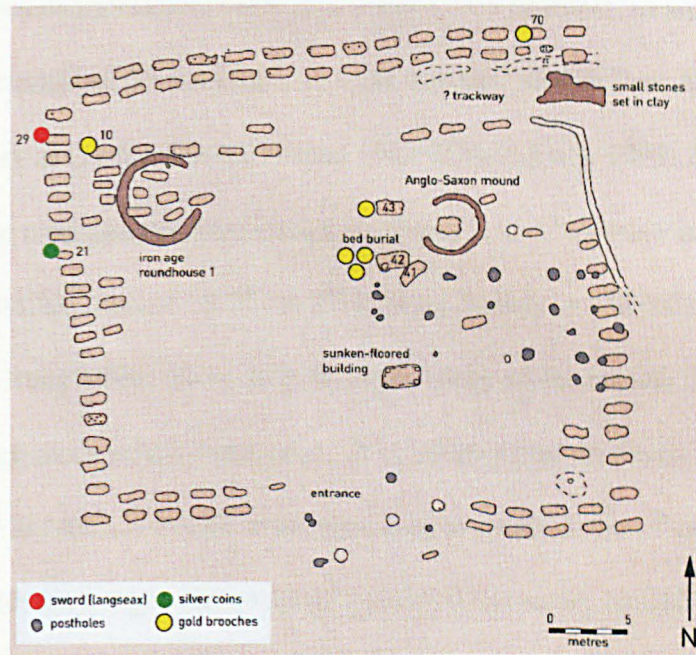 70
? trackway
small stones
set in clay
29
10
Anglo-Saxon mound
43
bed burial
21
iron age
roundhouse 1
42
41
sunken-floored
building
entrance
sword (langseax)
silver coins
postholes
gold brooches
0
5
metres
N